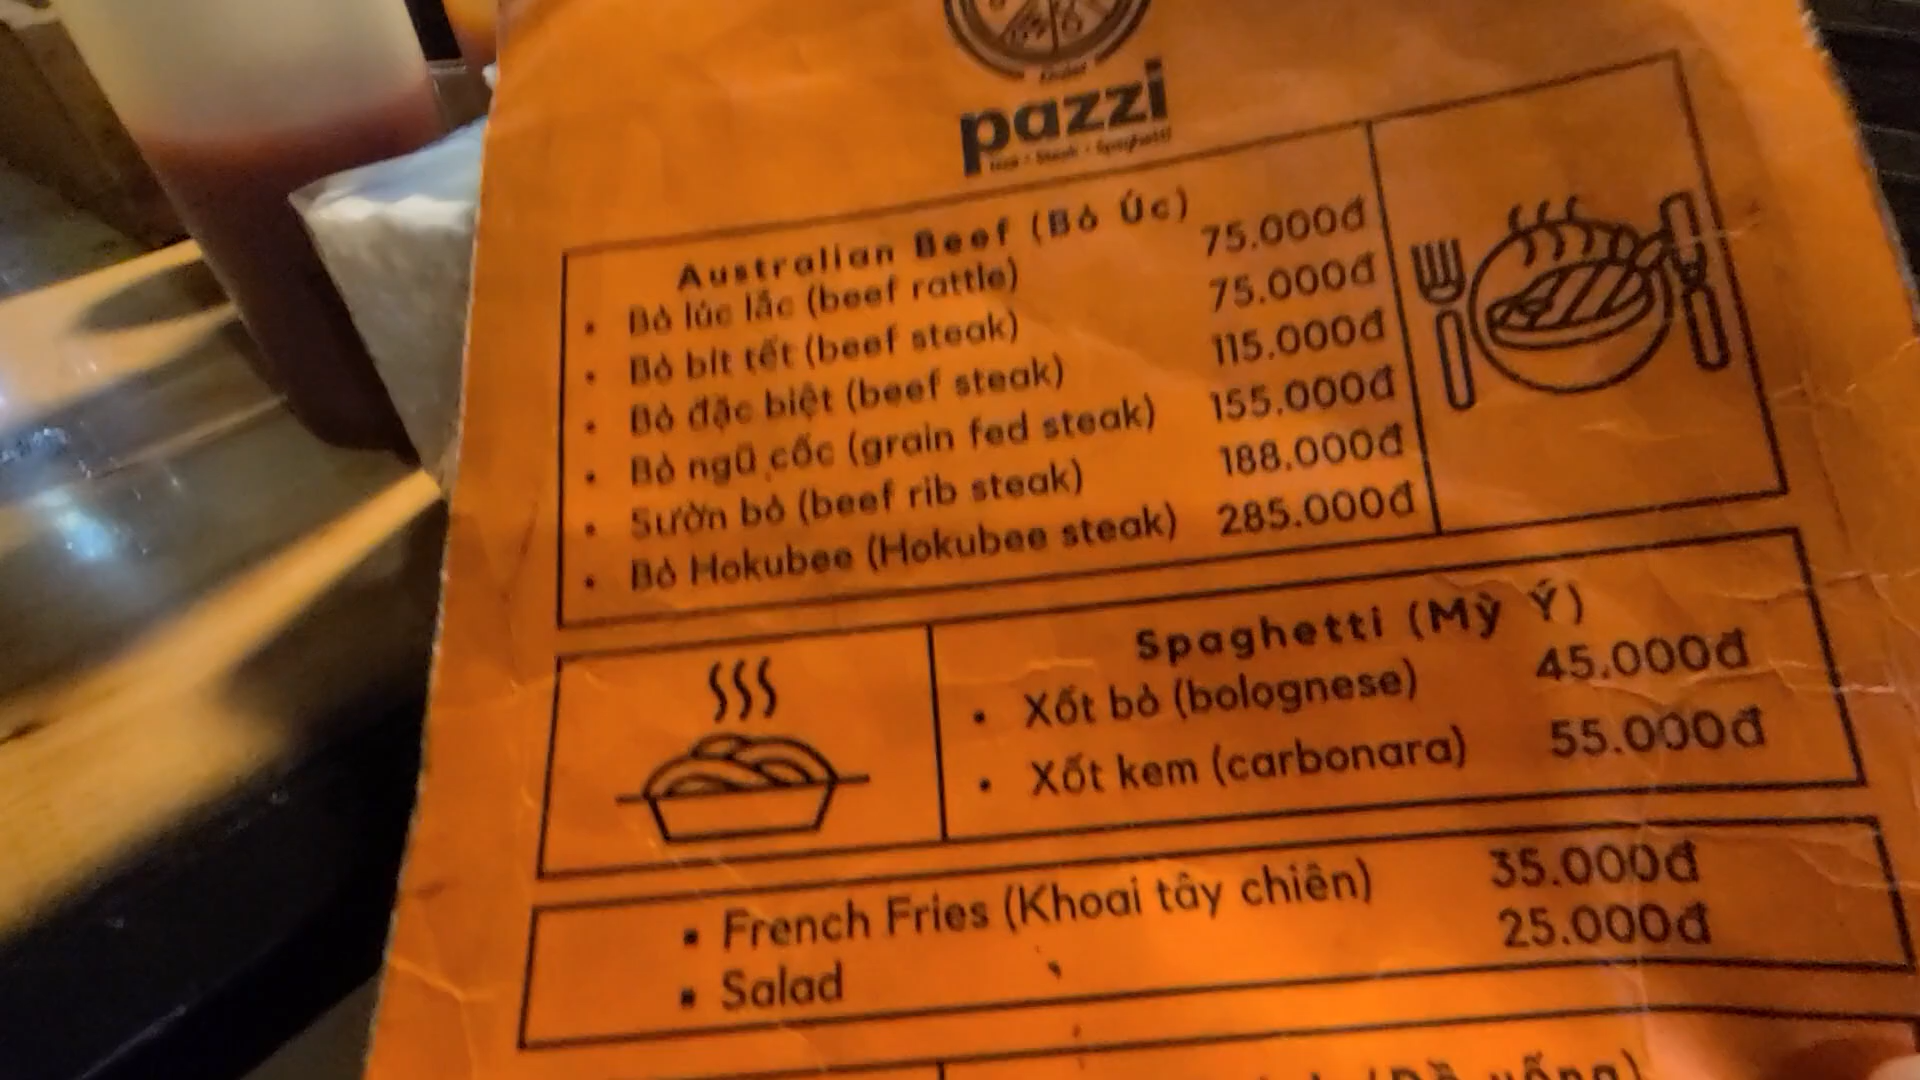 pazzi
Steak - Spaghetti
Australian Beef (Bò Úc)
• Bò lúc lắc (beef rattle) 75.000đ
• Bò bít tết (beef steak) 75.000đ
• Bò đặc biệt (beef steak) 115.000đ
• Bò ngũ cốc (grain fed steak) 155.000đ
• Sườn bò (beef rib steak) 188.000đ
• Bò Hokubee (Hokubee steak) 285.000đ
Spaghetti (Mỳ Ý)
• Xốt bò (bolognese) 45.000đ
• Xốt kem (carbonara) 55.000đ
▪ French Fries (Khoai tây chiên) 35.000đ
▪ Salad 25.000đ